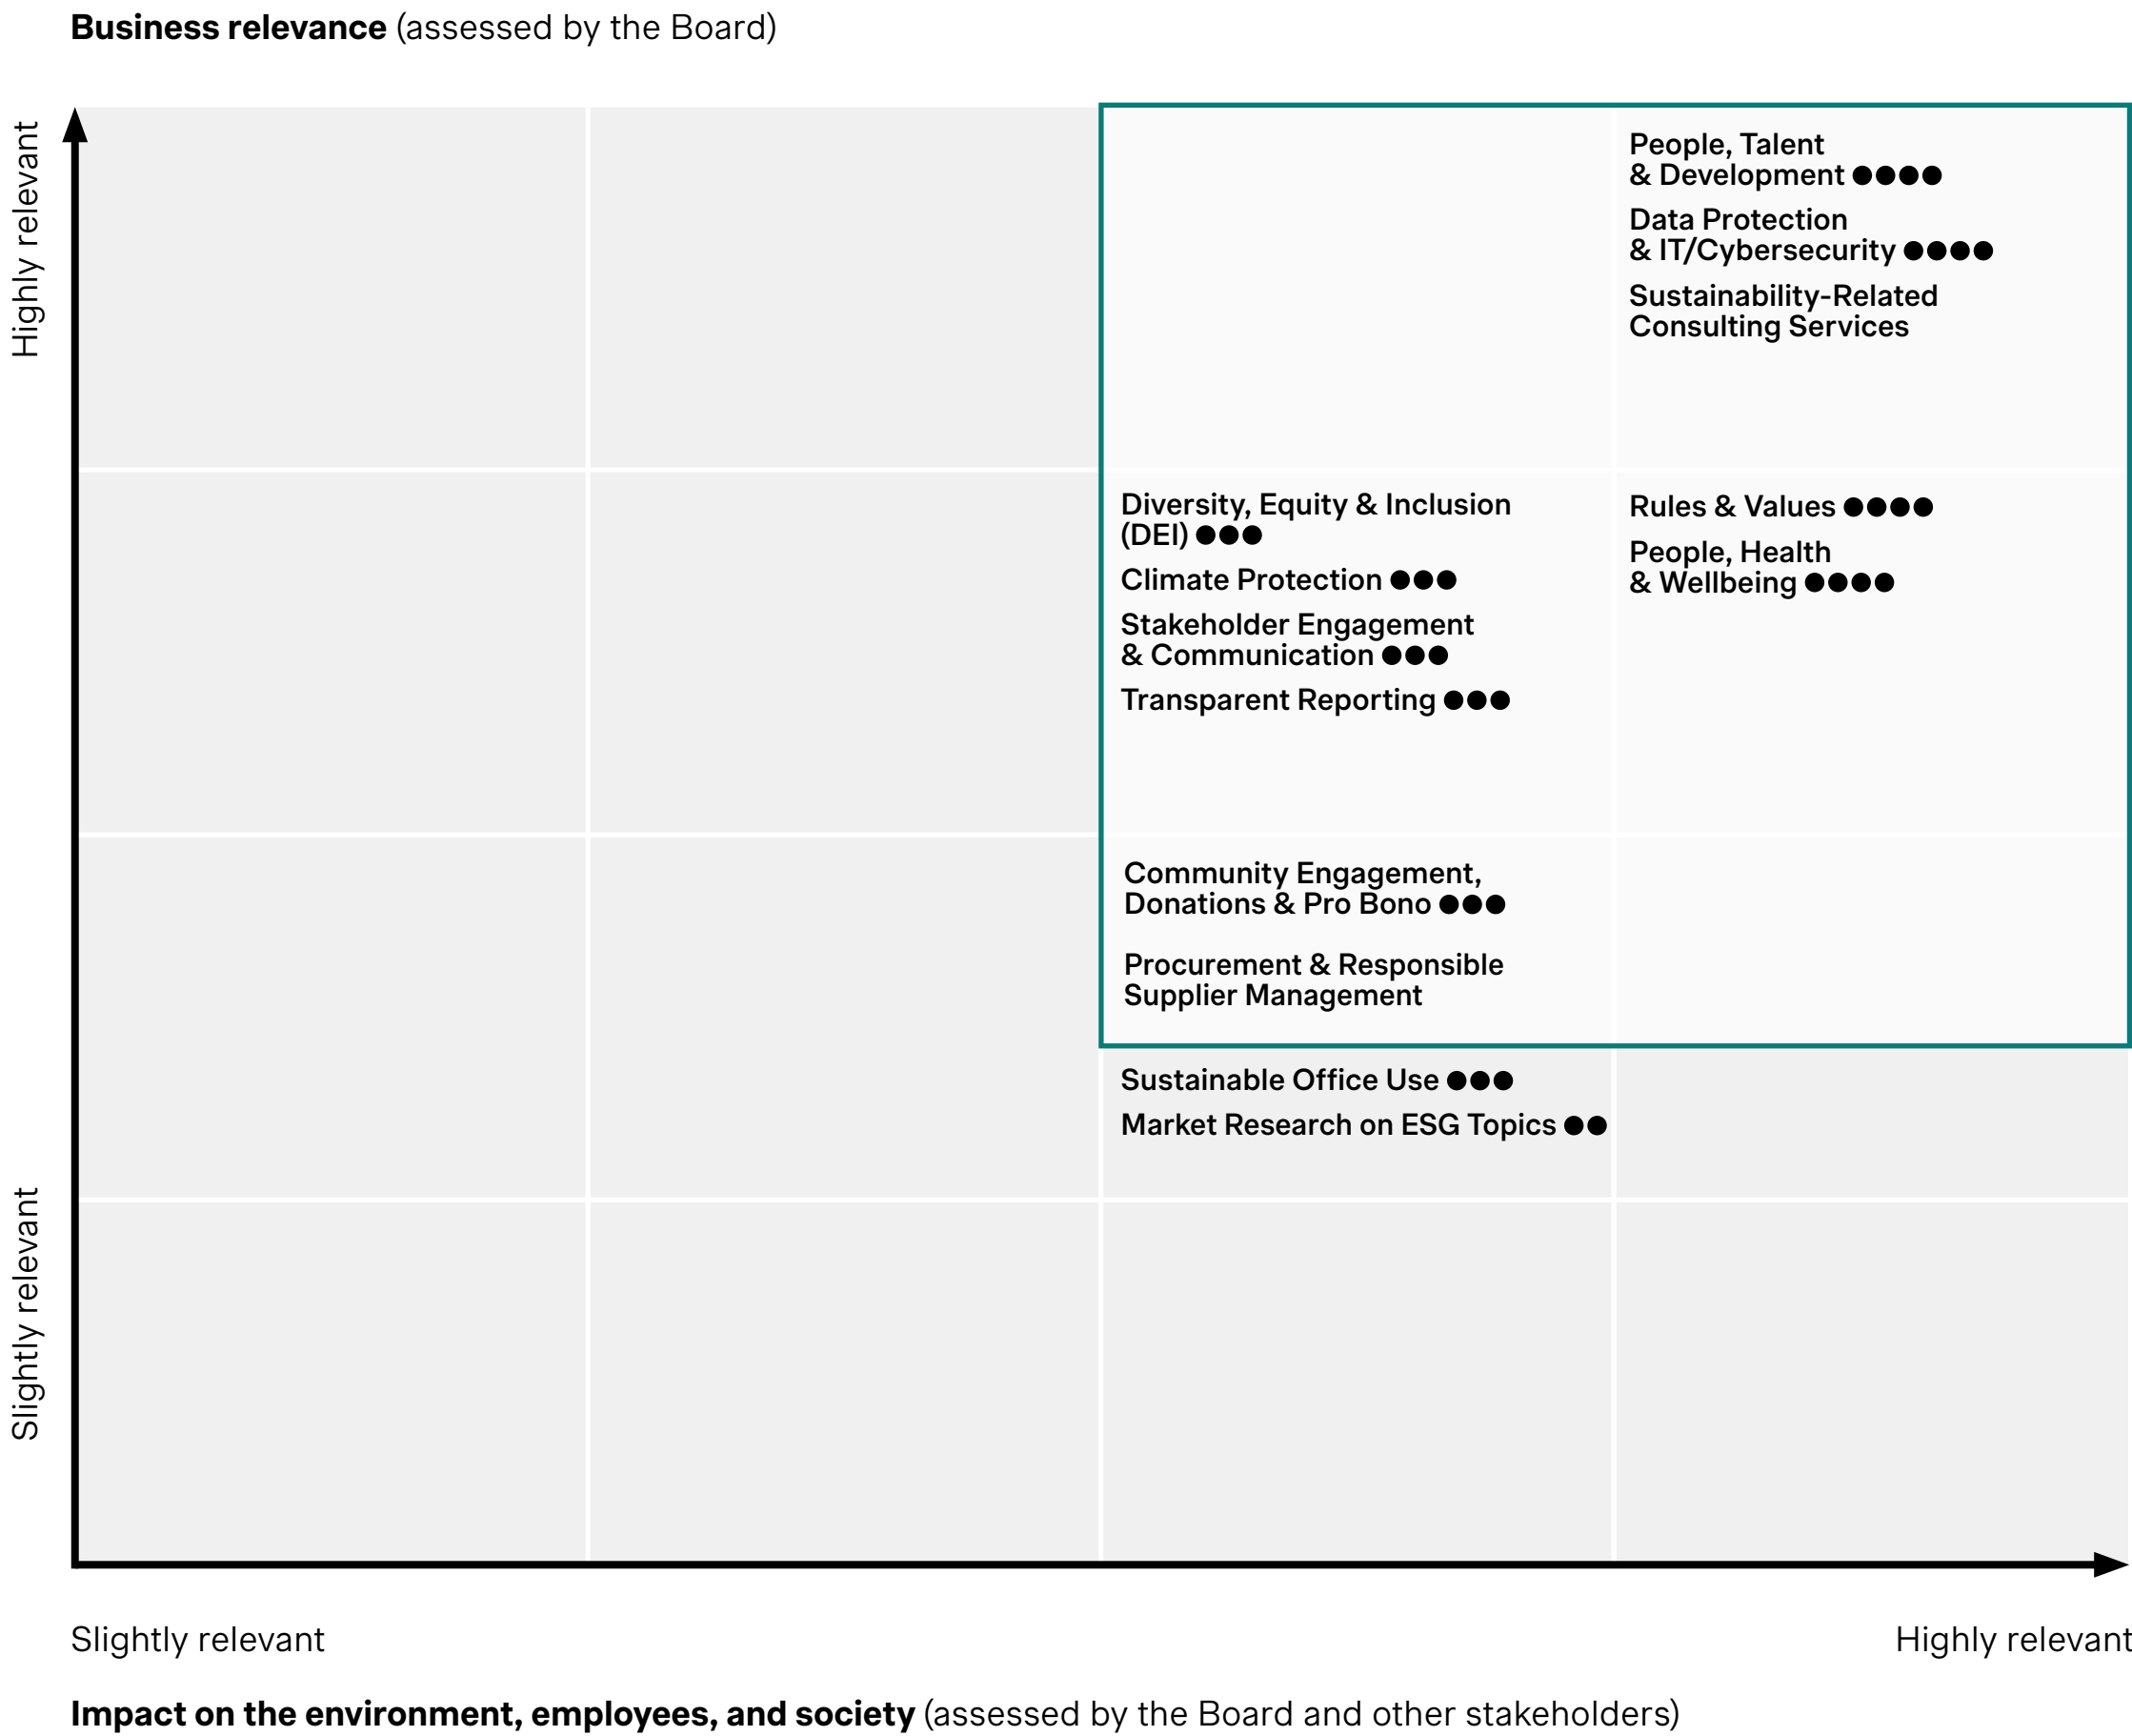 Business relevance (assessed by the Board)
Highly relevant
People, Talent
& Development ●●●●
Data Protection
& IT/Cybersecurity ●●●●
Sustainability-Related
Consulting Services
Diversity, Equity & Inclusion
(DEI) ●●●
Climate Protection ●●●
Stakeholder Engagement
& Communication ●●●
Transparent Reporting ●●●
Rules & Values ●●●●
People, Health
& Wellbeing ●●●●
Community Engagement,
Donations & Pro Bono ●●●
Procurement & Responsible
Supplier Management
Sustainable Office Use ●●●
Market Research on ESG Topics ●●
Slightly relevant
Slightly relevant
Highly relevant
Impact on the environment, employees, and society (assessed by the Board and other stakeholders)